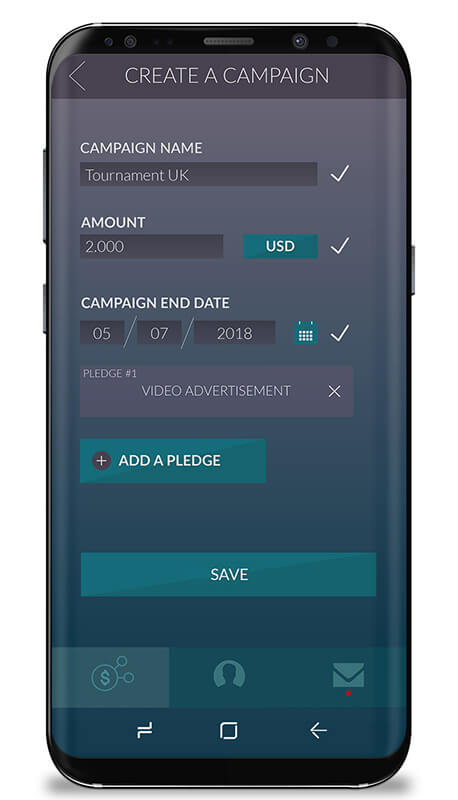 CREATE A CAMPAIGN
CAMPAIGN NAME
Tournament UK
AMOUNT
2.000 USD
CAMPAIGN END DATE
05 / 07 / 2018
PLEDGE #1
VIDEO ADVERTISEMENT
+ ADD A PLEDGE
SAVE
$